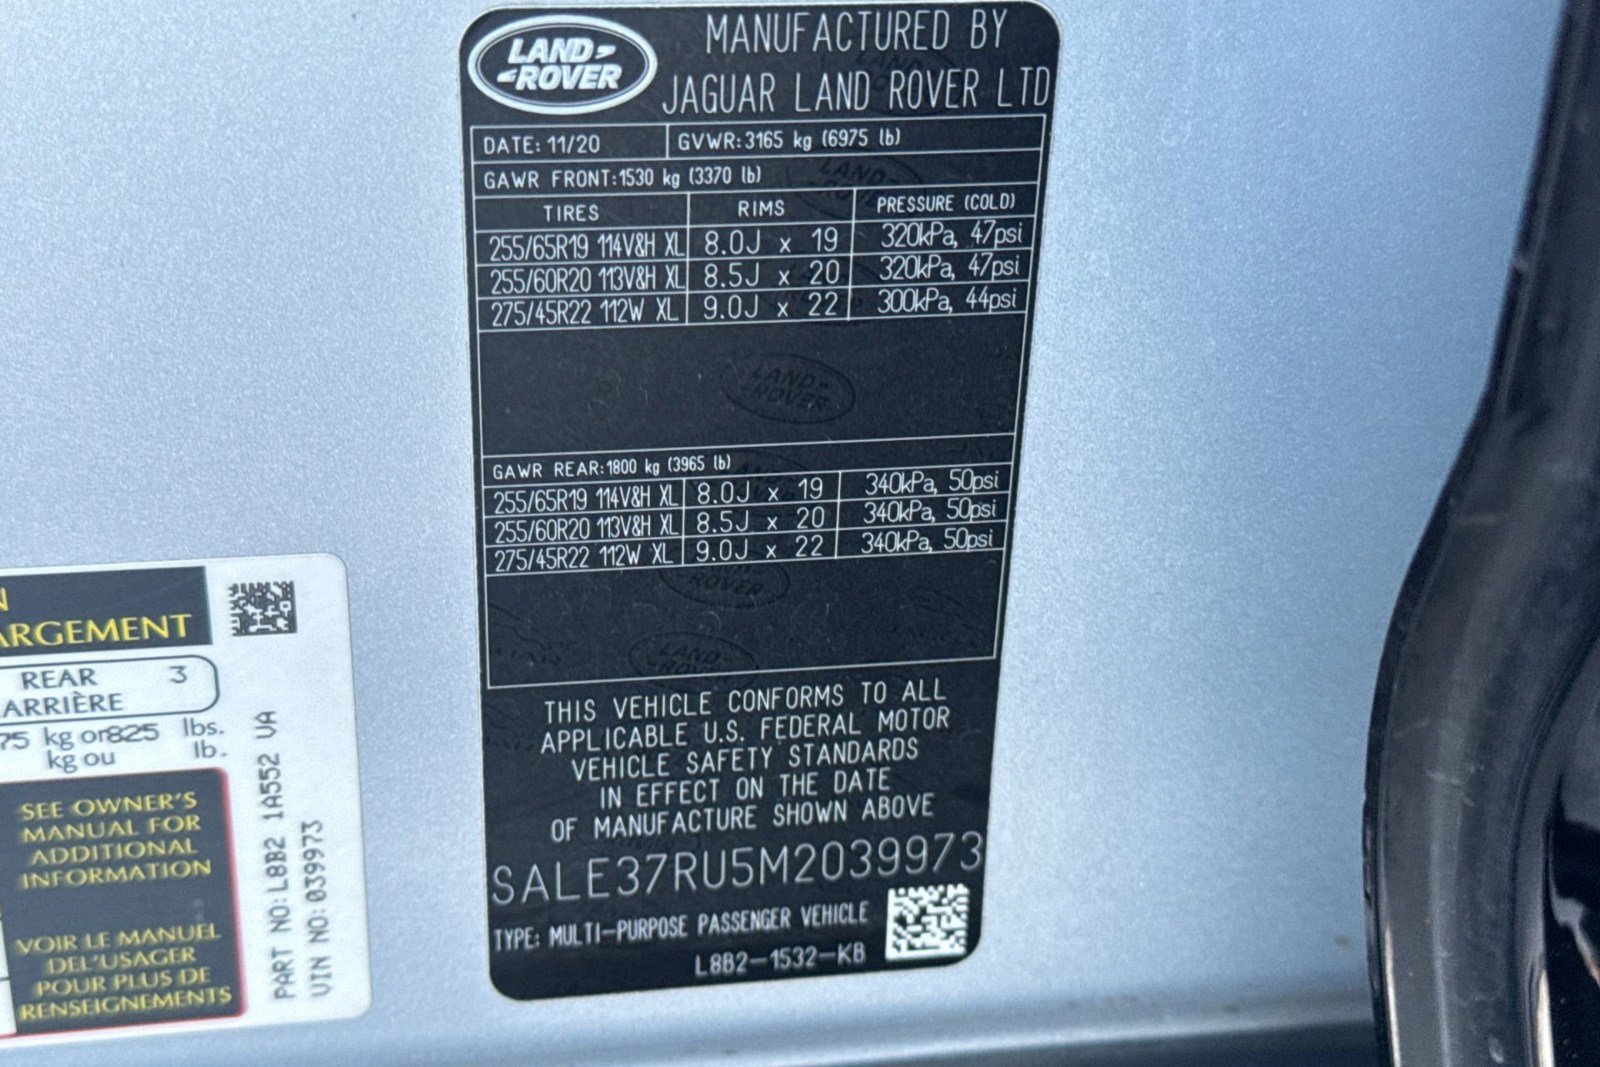 LAND
ROVER
MANUFACTURED BY
JAGUAR LAND ROVER LTD
DATE: 11/20 GVWR:3165 kg (6975 lb)
GAWR FRONT:1530 kg (3370 lb)
TIRES RIMS PRESSURE (COLD)
255/65R19 114V&H XL 8.0J x 19 320kPa, 47psi
255/60R20 113V&H XL 8.5J x 20 320kPa, 47psi
275/45R22 112W XL 9.0J x 22 300kPa, 44psi
GAWR REAR:1800 kg (3965 lb)
255/65R19 114V&H XL 8.0J x 19 340kPa, 50psi
255/60R20 113V&H XL 8.5J x 20 340kPa, 50psi
275/45R22 112W XL 9.0J x 22 340kPa, 50psi
THIS VEHICLE CONFORMS TO ALL
APPLICABLE U.S. FEDERAL MOTOR
VEHICLE SAFETY STANDARDS
IN EFFECT ON THE DATE
OF MANUFACTURE SHOWN ABOVE
SALE37RU5M2039973
TYPE: MULTI-PURPOSE PASSENGER VEHICLE
L8B2-1532-KB
N
ARGEMENT
REAR 3
ARRIÈRE
75 kg or 825 lbs.
kg ou lb.
SEE OWNER'S
MANUAL FOR
ADDITIONAL
INFORMATION
VOIR LE MANUEL
DEL'USAGER
POUR PLUS DE
RENSEIGNEMENTS
PART NO:L8B2 1A552 VA
VIN NO:039973